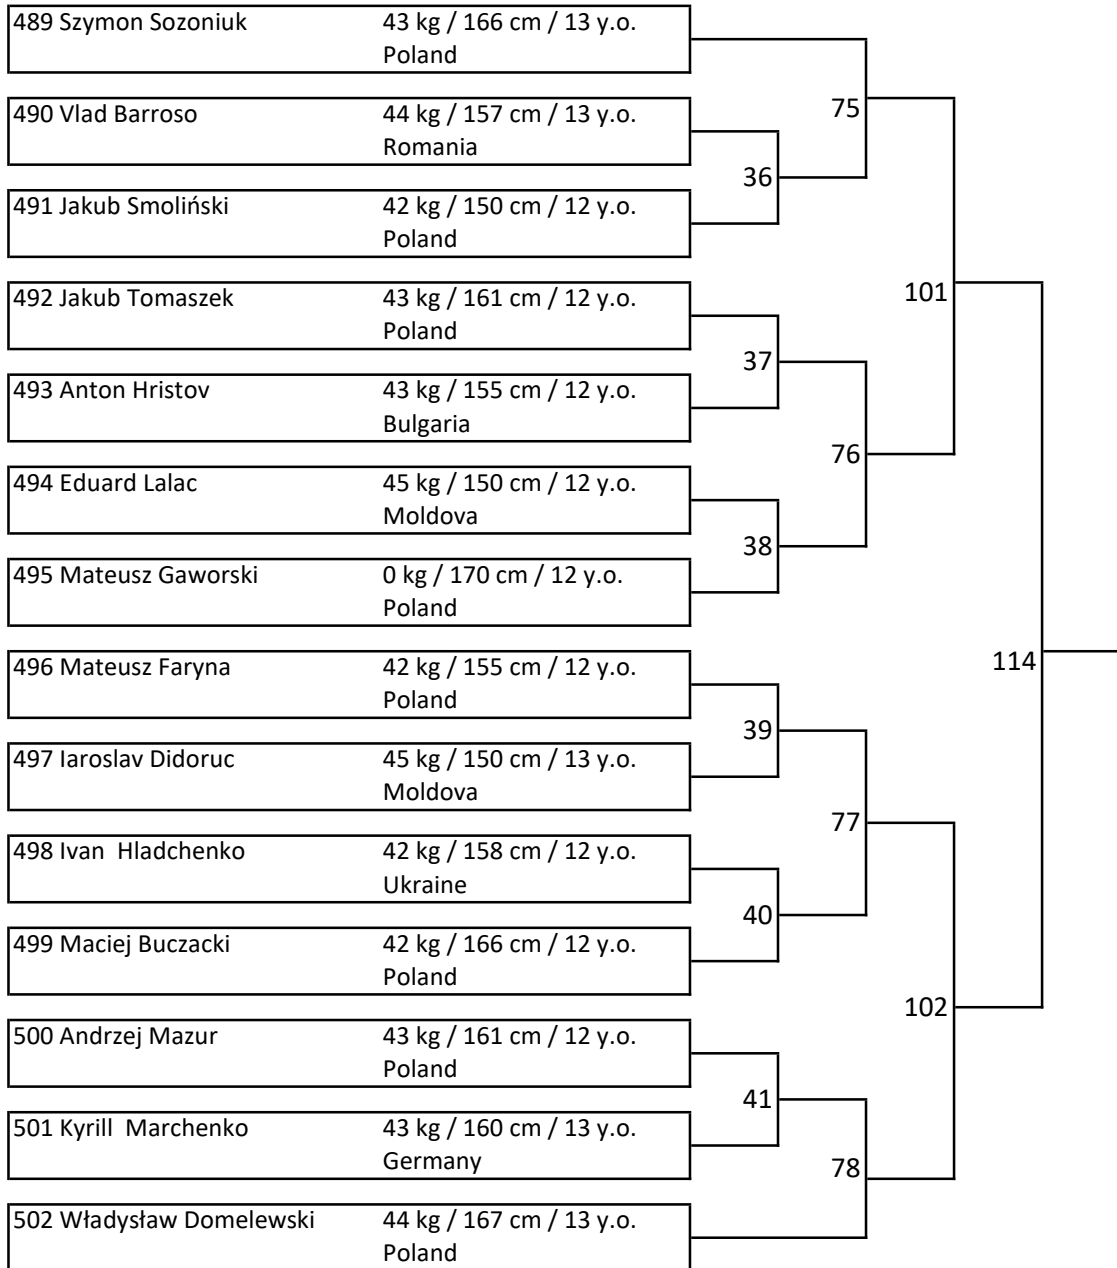 489 Szymon Sozoniuk 43 kg / 166 cm / 13 y.o.
Poland
75
490 Vlad Barroso 44 kg / 157 cm / 13 y.o.
Romania
36
491 Jakub Smoliński 42 kg / 150 cm / 12 y.o.
Poland
492 Jakub Tomaszek 43 kg / 161 cm / 12 y.o.
101
Poland
37
493 Anton Hristov 43 kg / 155 cm / 12 y.o.
Bulgaria
76
494 Eduard Lalac 45 kg / 150 cm / 12 y.o.
Moldova
38
495 Mateusz Gaworski 0 kg / 170 cm / 12 y.o.
Poland
496 Mateusz Faryna 42 kg / 155 cm / 12 y.o.
114
Poland
39
497 Iaroslav Didoruc 45 kg / 150 cm / 13 y.o.
Moldova
77
498 Ivan  Hladchenko 42 kg / 158 cm / 12 y.o.
Ukraine
40
499 Maciej Buczacki 42 kg / 166 cm / 12 y.o.
Poland
102
500 Andrzej Mazur 43 kg / 161 cm / 12 y.o.
Poland
41
501 Kyrill  Marchenko 43 kg / 160 cm / 13 y.o.
Germany
78
502 Władysław Domelewski 44 kg / 167 cm / 13 y.o.
Poland